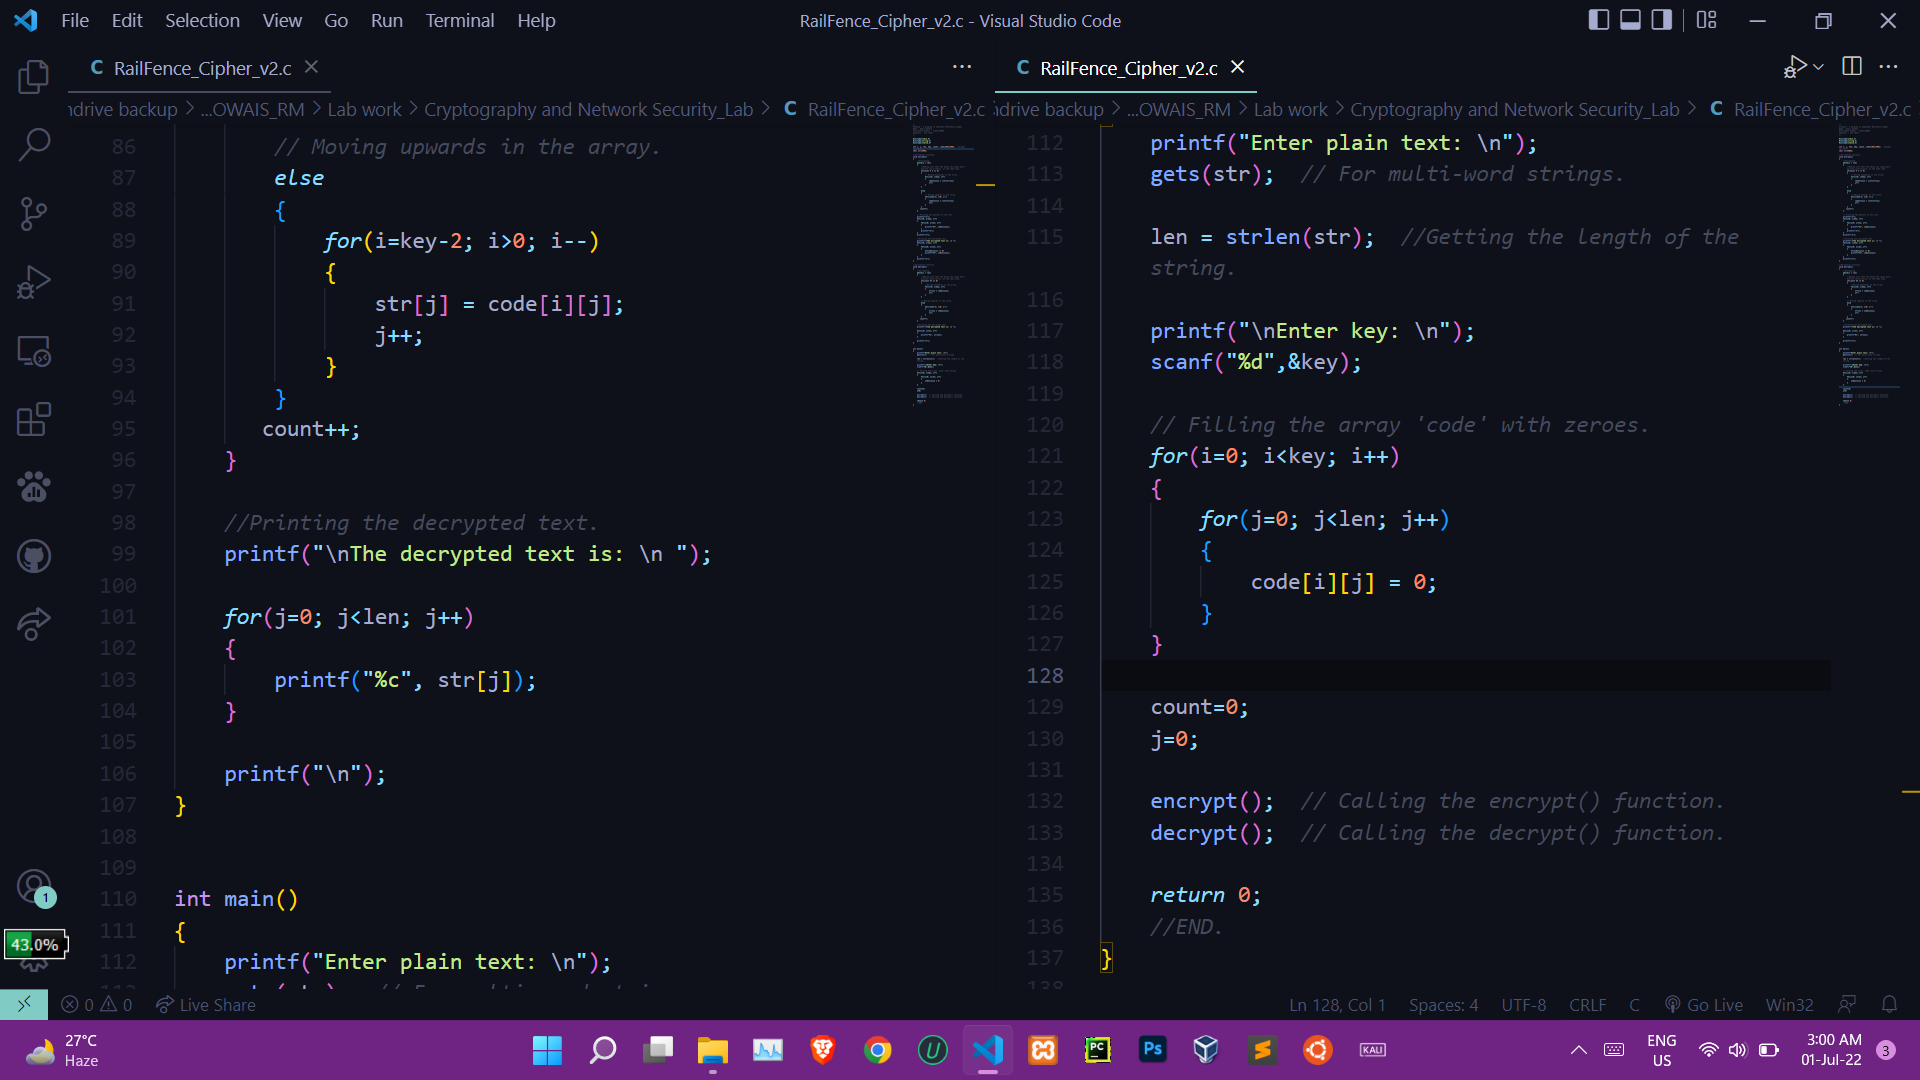 File Edit Selection View Go Run Terminal Help
RailFence_Cipher_v2.c - Visual Studio Code
C RailFence_Cipher_v2.c
ndrive backup > ...OWAIS_RM > Lab work > Cryptography and Network Security_Lab > C RailFence_Cipher_v2.c
86 // Moving upwards in the array.
87 else
88 {
89 for(i=key-2; i>0; i--)
90 {
91 str[j] = code[i][j];
92 j++;
93 }
94 }
95 count++;
96 }
97
98 //Printing the decrypted text.
99 printf("\nThe decrypted text is: \n ");
100
101 for(j=0; j<len; j++)
102 {
103 printf("%c", str[j]);
104 }
105
106 printf("\n");
107 }
108
109
110 int main()
111 {
112 printf("Enter plain text: \n");
C RailFence_Cipher_v2.c
ndrive backup > ...OWAIS_RM > Lab work > Cryptography and Network Security_Lab > C RailFence_Cipher_v2.c
112 printf("Enter plain text: \n");
113 gets(str); // For multi-word strings.
114
115 len = strlen(str); //Getting the length of the
string.
116
117 printf("\nEnter key: \n");
118 scanf("%d",&key);
119
120 // Filling the array 'code' with zeroes.
121 for(i=0; i<key; i++)
122 {
123 for(j=0; j<len; j++)
124 {
125 code[i][j] = 0;
126 }
127 }
128
129 count=0;
130 j=0;
131
132 encrypt(); // Calling the encrypt() function.
133 decrypt(); // Calling the decrypt() function.
134
135 return 0;
136 //END.
137 }
138
1
43.0%
0 0 Live Share
Ln 128, Col 1 Spaces: 4 UTF-8 CRLF C Go Live Win32
27°C
Haze
U
PC
Ps
KALI
ENG
US
3:00 AM
01-Jul-22
3